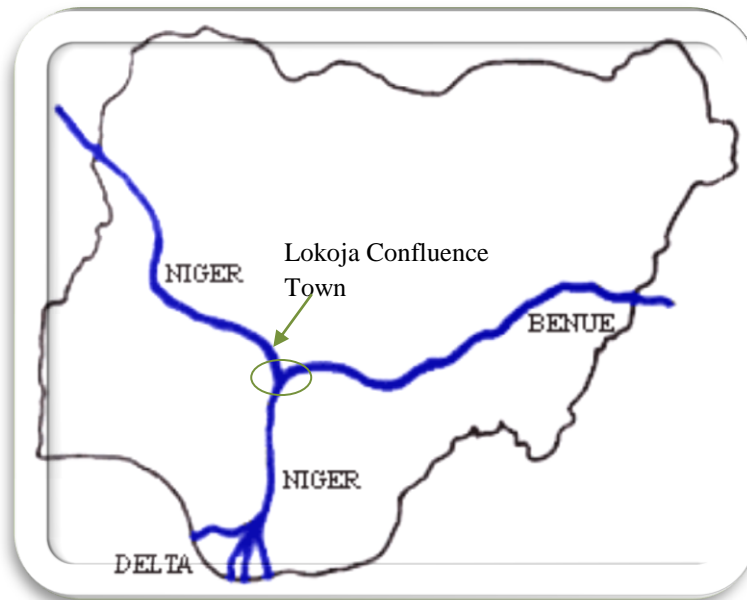 Lokoja Confluence
Town
NIGER
BENUE
NIGER
DELTA